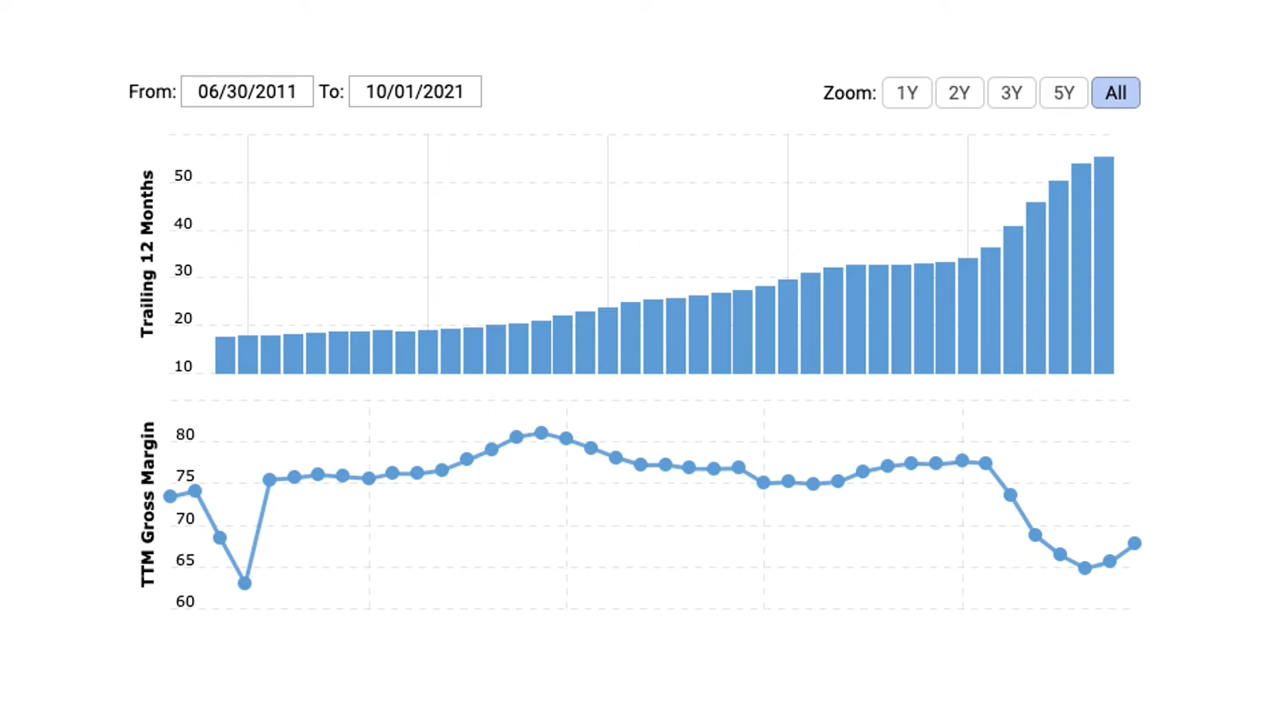 From: 06/30/2011 To: 10/01/2021
Zoom: 1Y 2Y 3Y 5Y All
Trailing 12 Months
50
40
30
20
10
TTM Gross Margin
80
75
70
65
60